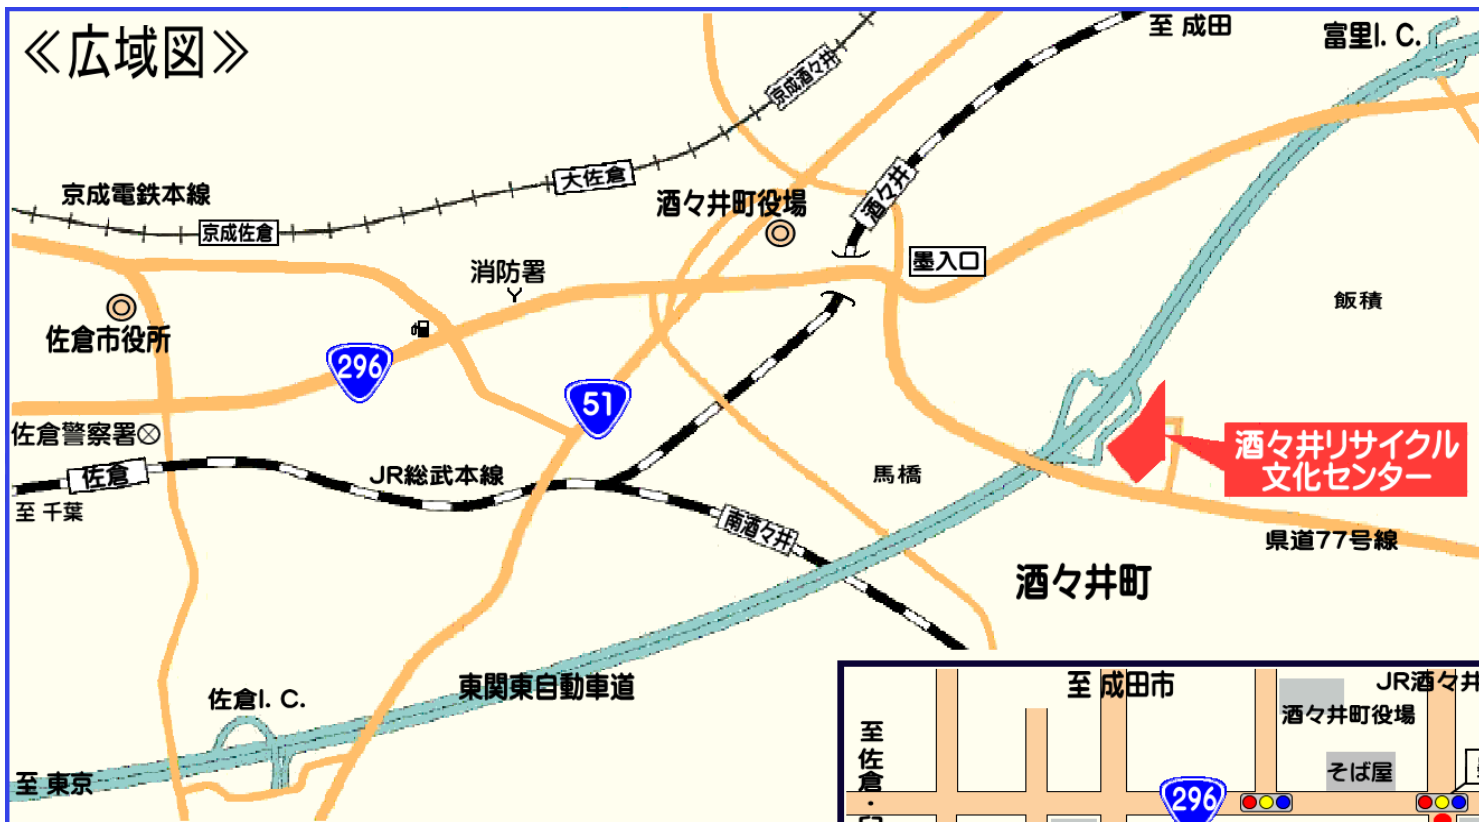 ≪広域図≫
至 成田
富里I. C.
京成酒々井
大佐倉
京成電鉄本線
京成佐倉
酒々井町役場
酒々井
消防署
墨入口
飯積
佐倉市役所
296
51
佐倉警察署
佐倉
JR総武本線
至 千葉
馬橋
酒々井リサイクル
文化センター
南酒々井
県道77号線
酒々井町
佐倉I. C.
東関東自動車道
至 東京
至 成田市
JR酒々井
酒々井町役場
至佐倉・
そば屋
296